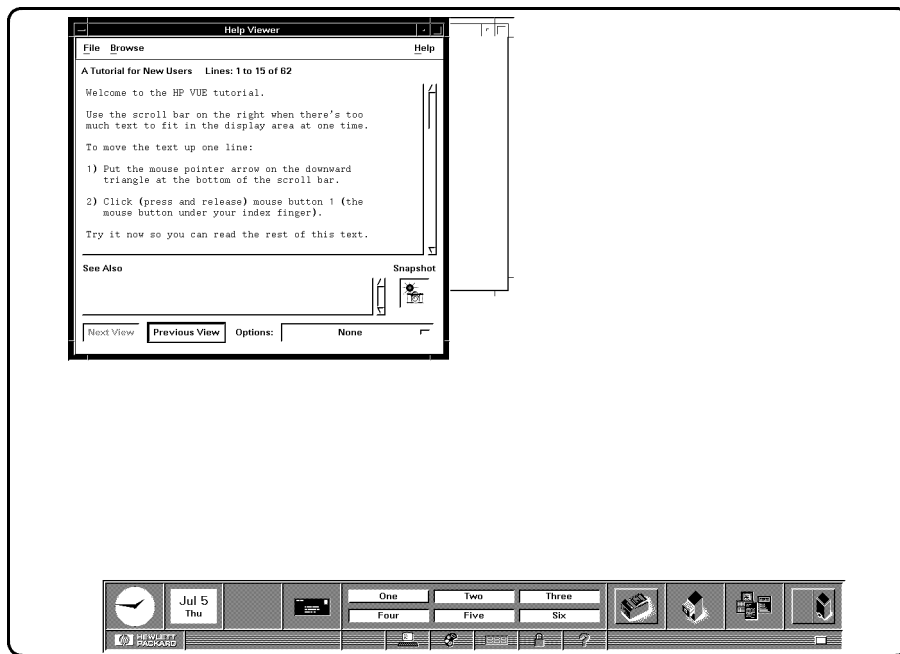 Help Viewer
File Browse Help
A Tutorial for New Users Lines: 1 to 15 of 62
Welcome to the HP VUE tutorial.
Use the scroll bar on the right when there's too
much text to fit in the display area at one time.
To move the text up one line:
1) Put the mouse pointer arrow on the downward
triangle at the bottom of the scroll bar.
2) Click (press and release) mouse button 1 (the
mouse button under your index finger).
Try it now so you can read the rest of this text.
See Also Snapshot
Next View Previous View Options: None
Jul 5
Thu
One Two Three
Four Five Six
HEWLETT
PACKARD